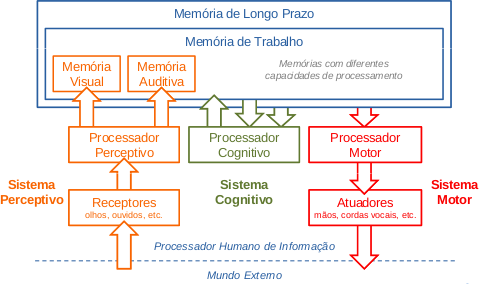 Memória de Longo Prazo
Memória de Trabalho
Memória
Visual
Memória
Auditiva
Memórias com diferentes
capacidades de processamento
Processador
Perceptivo
Processador
Cognitivo
Processador
Motor
Sistema
Perceptivo
Receptores
olhos, ouvidos, etc.
Sistema
Cognitivo
Atuadores
mãos, cordas vocais, etc.
Sistema
Motor
Processador Humano de Informação
Mundo Externo